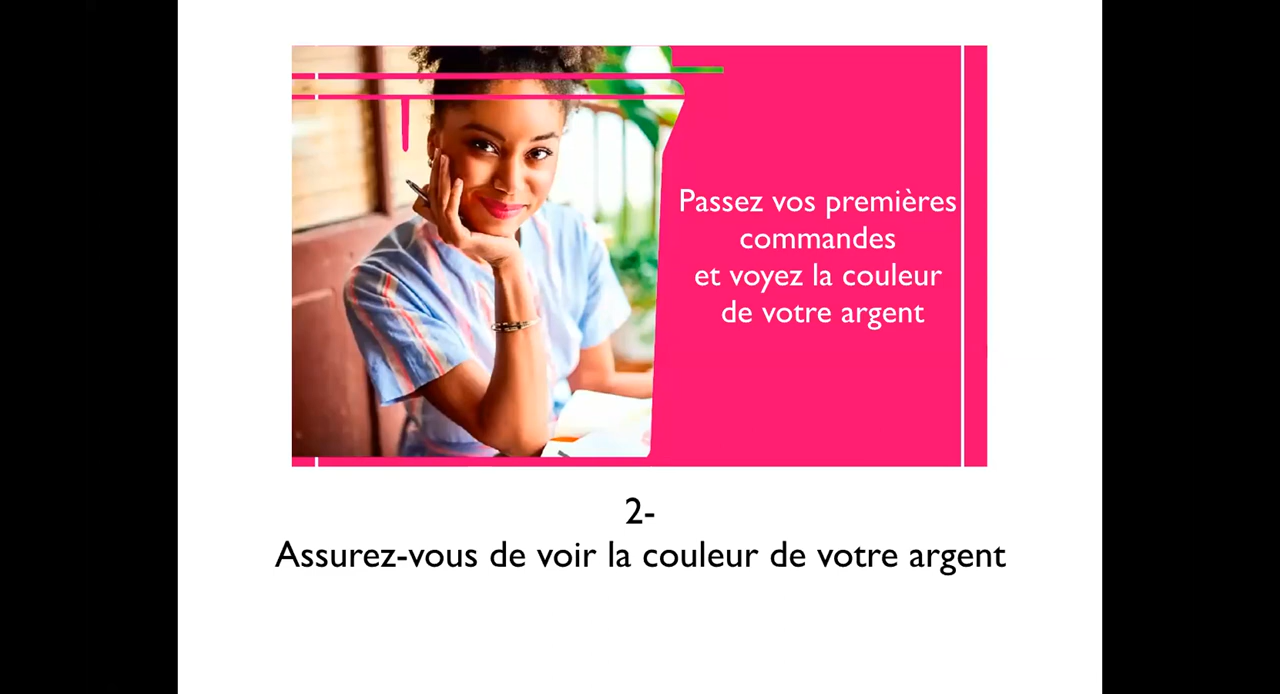 Passez vos premières
commandes
et voyez la couleur
de votre argent
2-
Assurez-vous de voir la couleur de votre argent